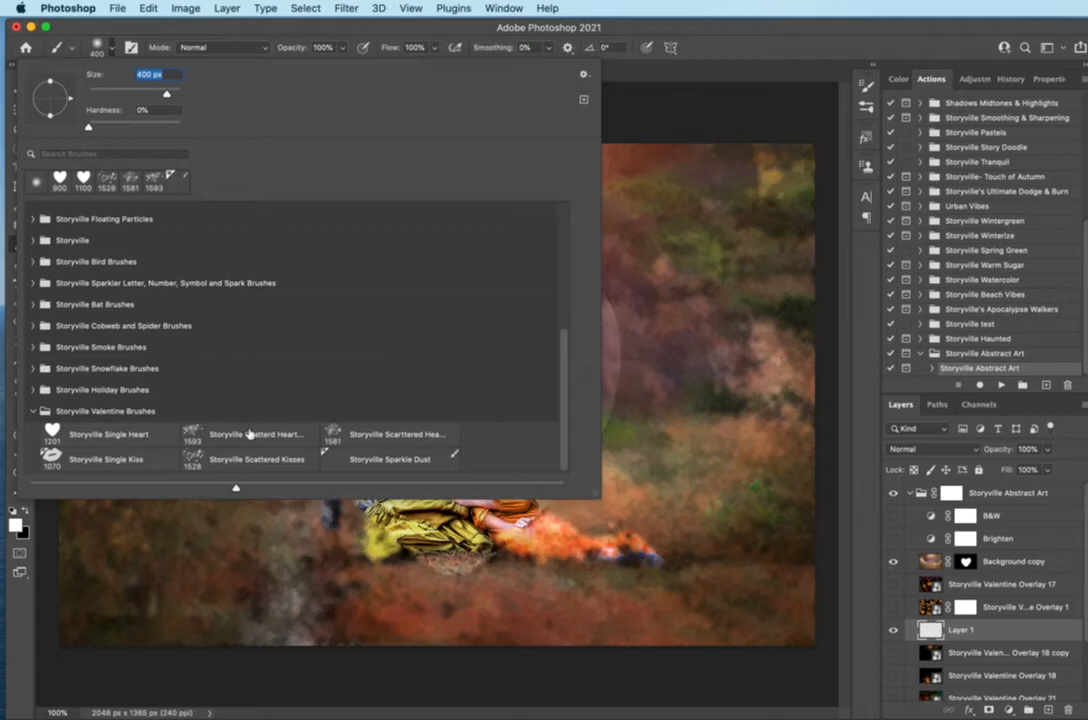 Photoshop File Edit Image Layer Type Select Filter 3D View Plugins Window Help
Adobe Photoshop 2021
400 Mode: Normal Opacity: 100% Flow: 100% Smoothing: 0% 0°
Size: 400 px
Hardness: 0%
Search Brushes
900 1100 1528 1581 1593
Storyville Floating Particles
Storyville
Storyville Bird Brushes
Storyville Sparkler Letter, Number, Symbol and Spark Brushes
Storyville Bat Brushes
Storyville Cobweb and Spider Brushes
Storyville Smoke Brushes
Storyville Snowflake Brushes
Storyville Holiday Brushes
Storyville Valentine Brushes
1201 Storyville Single Heart 1593 Storyville Heart... 1581 Storyville Scarttered Hea...
1070 Storyville Single Kiss 1528 Storyville Scattered Kisses Storyville Sparkle Dust
Color Actions Adjustm History Properti
Shadows Midtones & Highlights
Storyville Smoothing & Sharpening
Storyville Pastels
Storyville Story Doodle
Storyville Tranquil
Storyville- Touch of Autumn
Storyville's Ultimate Dodge & Burn
Urban Vibes
Storyville Wintergreen
Storyville Winterize
Storyville Spring Green
Storyville Warm Sugar
Storyville Watercolor
Storyville Beach Vibes
Storyville's Apocalypse Walkers
Storyville test
Storyville Haunted
Storyville Abstract Art
Storyville Abstract Art
Layers Paths Channels
Kind
Normal Opacity: 100%
Lock: Fill: 100%
Storyville Abstract Art
B&W
Brighten
Background copy
Storyville Valentine Overlay 17
Storyville V...e Overlay 1
Layer 1
Storyville Valen... Overlay 18 copy
Storyville Valentine Overlay 18
Storyville Valentine Overlay 21
100% 2048 px x 1365 px (240 ppi)